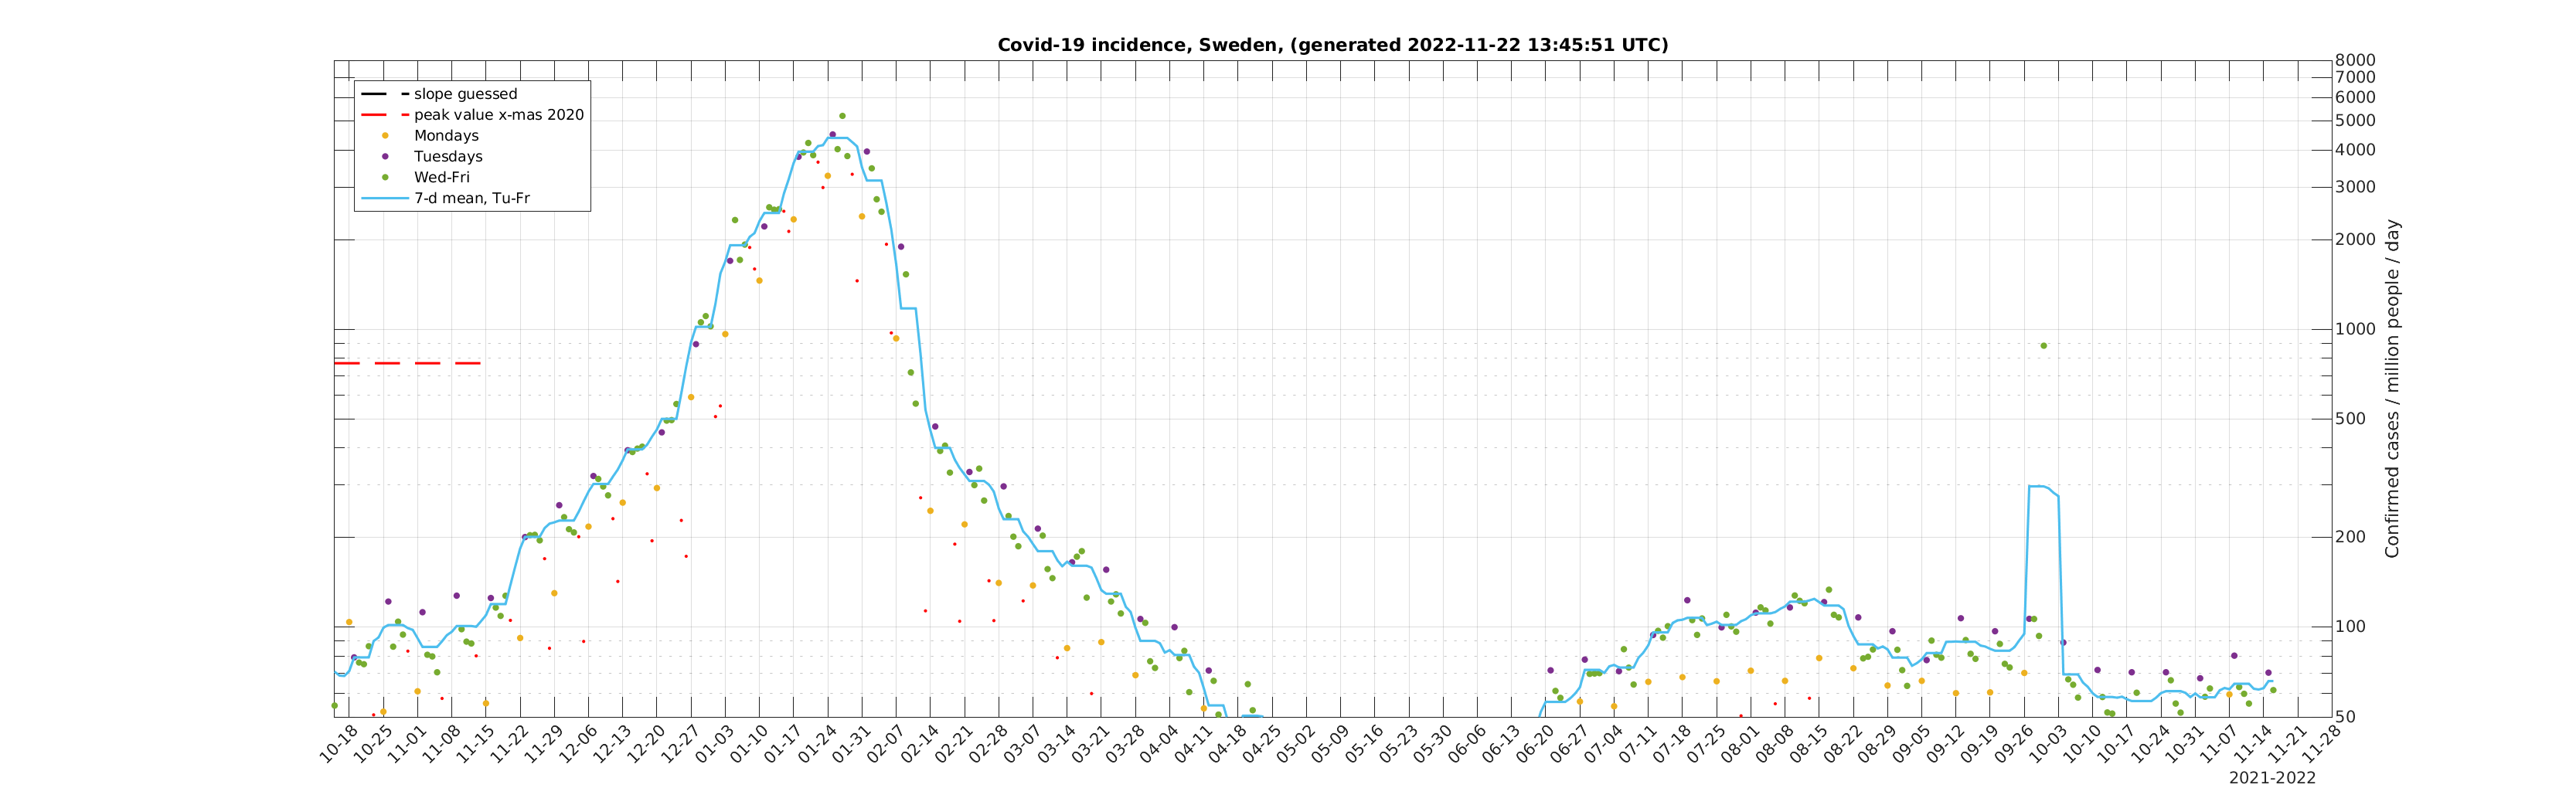 Covid-19 incidence, Sweden, (generated 2022-11-22 13:45:51 UTC)
slope guessed
peak value x-mas 2020
Mondays
Tuesdays
Wed-Fri
7-d mean, Tu-Fr
8000
7000
6000
5000
4000
3000
2000
1000
500
200
100
50
Confirmed cases / million people / day
10-18 10-25 11-01 11-08 11-15 11-22 11-29 12-06 12-13 12-20 12-27 01-03 01-10 01-17 01-24 01-31 02-07 02-14 02-21 02-28 03-07 03-14 03-21 03-28 04-04 04-11 04-18 04-25 05-02 05-09 05-16 05-23 05-30 06-06 06-13 06-20 06-27 07-04 07-11 07-18 07-25 08-01 08-08 08-15 08-22 08-29 09-05 09-12 09-19 09-26 10-03 10-10 10-17 10-24 10-31 11-07 11-14 11-21 11-28
2021-2022